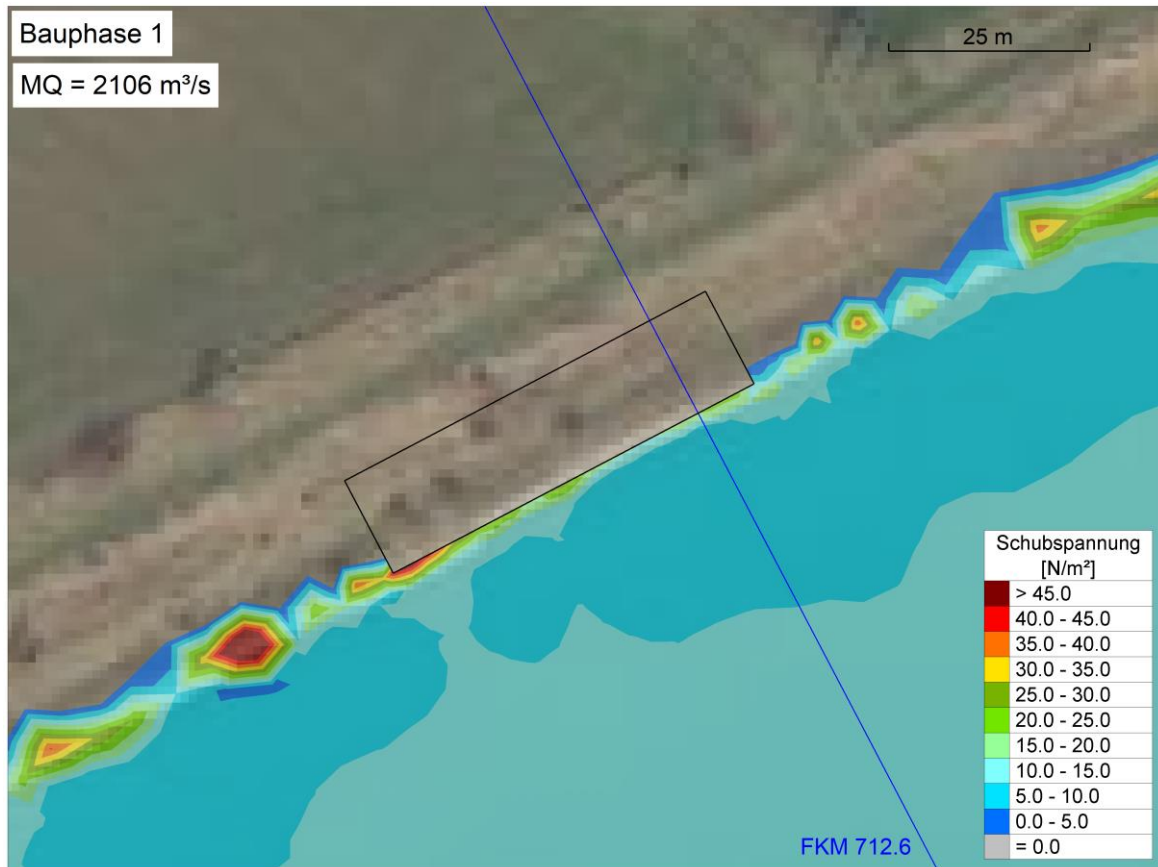 Bauphase 1
MQ = 2106 m³/s
25 m
Schubspannung
[N/m²]
> 45.0
40.0 - 45.0
35.0 - 40.0
30.0 - 35.0
25.0 - 30.0
20.0 - 25.0
15.0 - 20.0
10.0 - 15.0
5.0 - 10.0
0.0 - 5.0
= 0.0
FKM 712.6